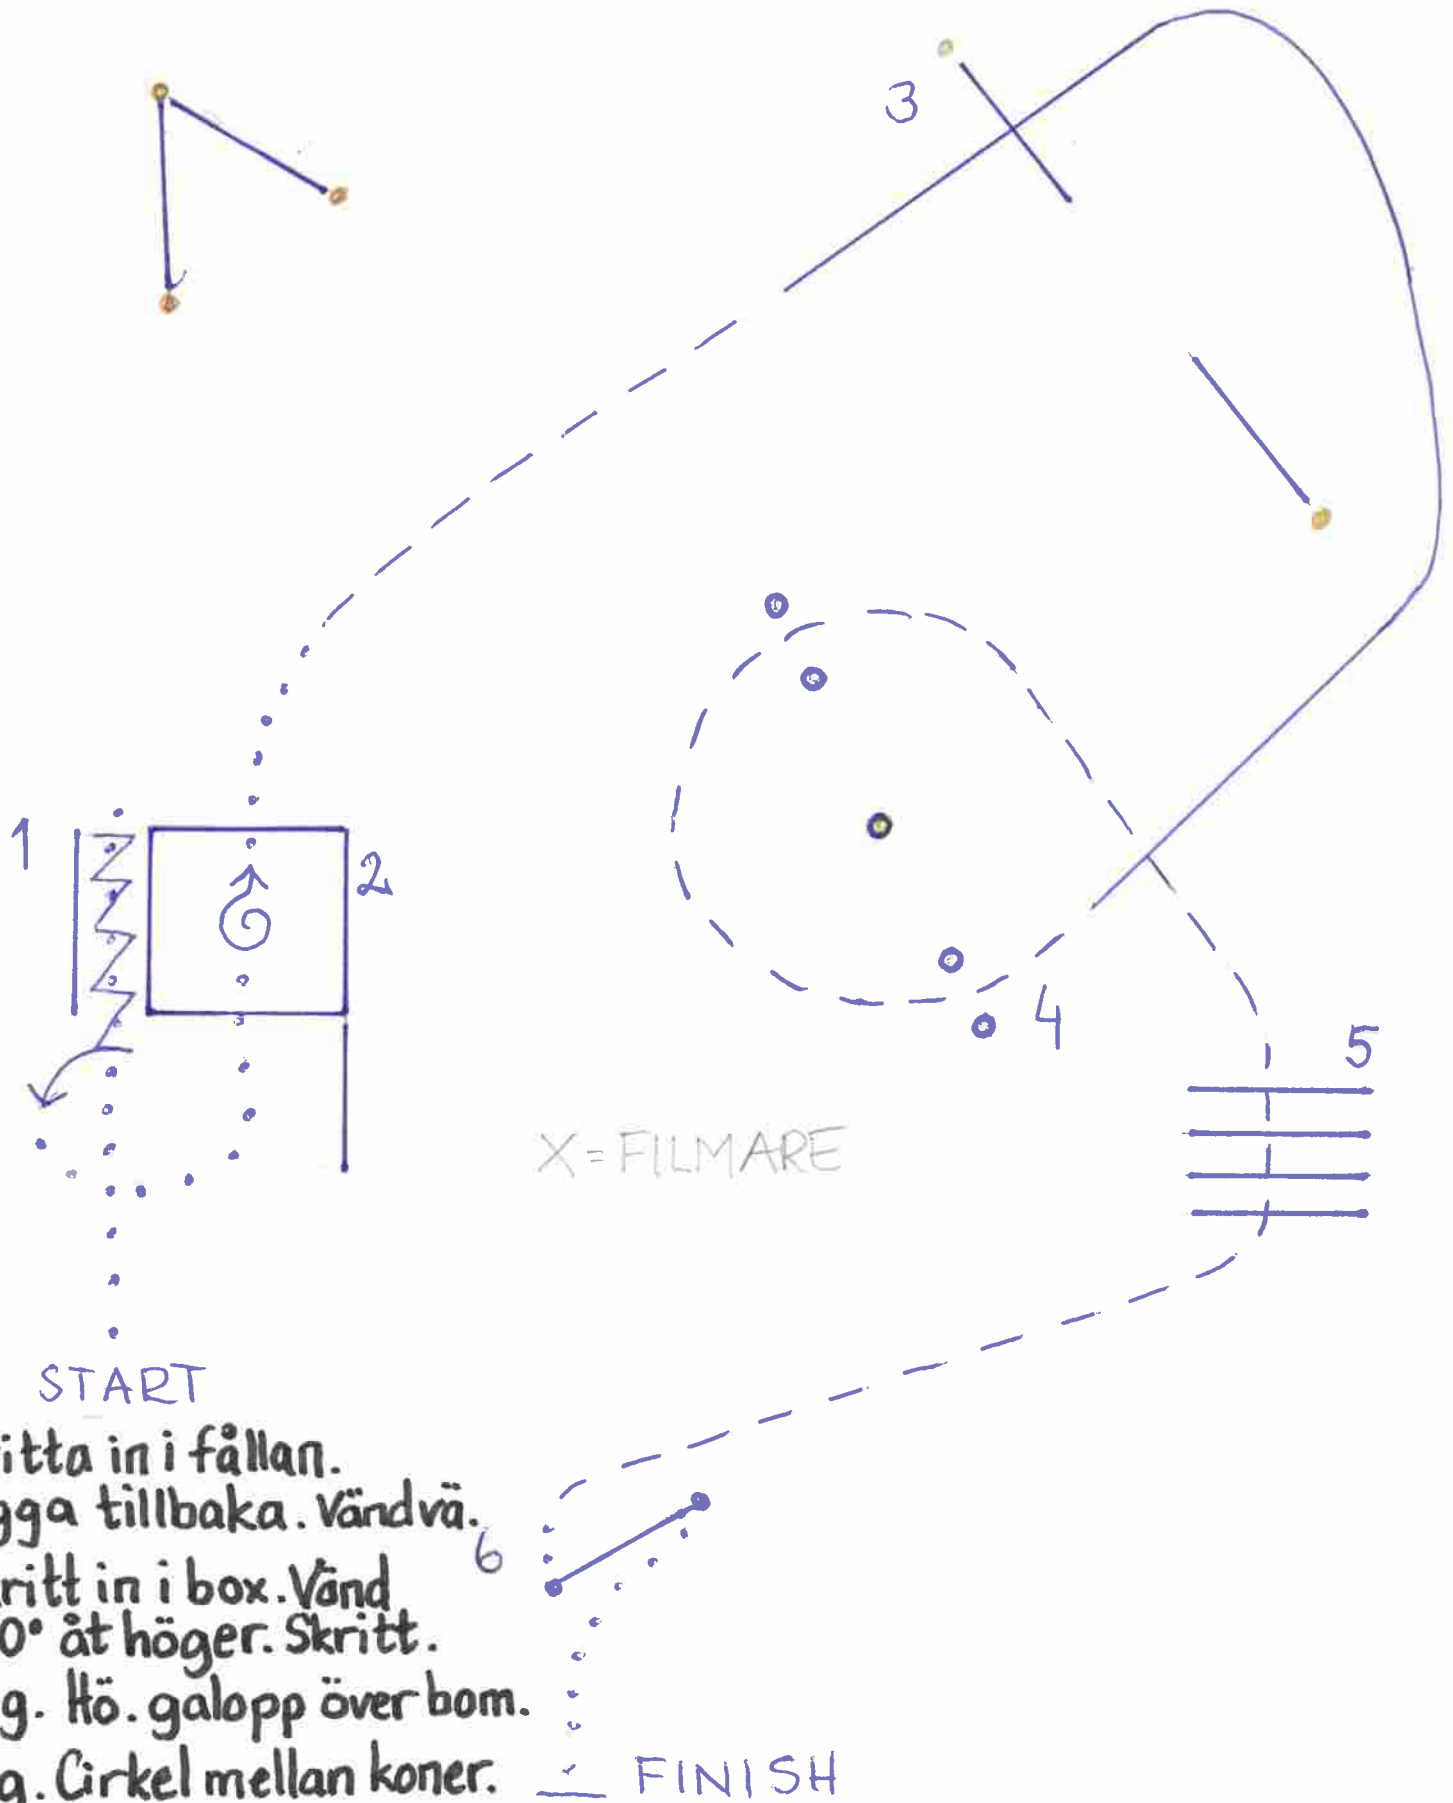 3
1
2
4
5
X = FILMARE
START
itta in i fållan.
gga tillbaka. Vänd vä.
6
ritt in i box. Vänd
0° åt höger. Skritt.
g. Hö. galopp över bom.
a. Cirkel mellan koner.
FINISH